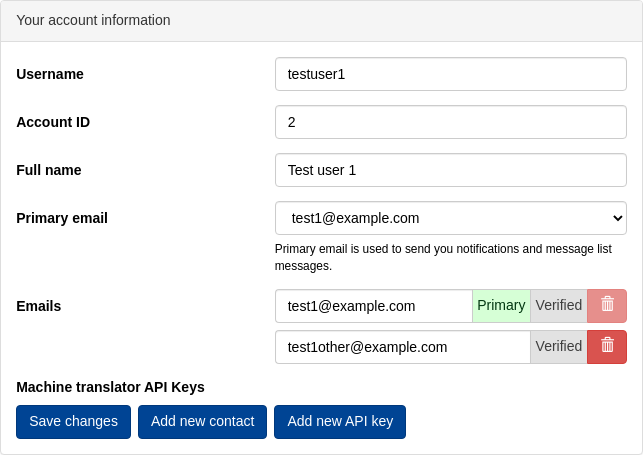 Your account information
Username
testuser1
Account ID
2
Full name
Test user 1
Primary email
test1@example.com
Primary email is used to send you notifications and message list
messages.
Emails
test1@example.com Primary Verified
test1other@example.com Verified
Machine translator API Keys
Save changes Add new contact Add new API key